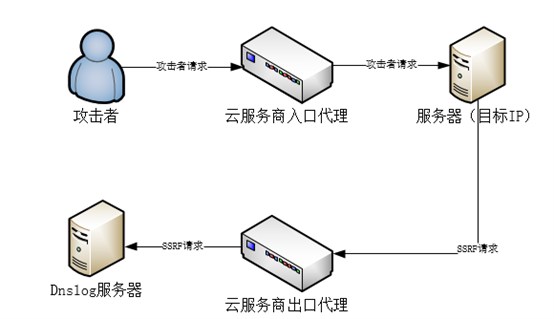 攻击者请求
攻击者请求
攻击者
云服务商入口代理
服务器（目标IP）
SSRF请求
SSRF请求
Dnslog服务器
云服务商出口代理